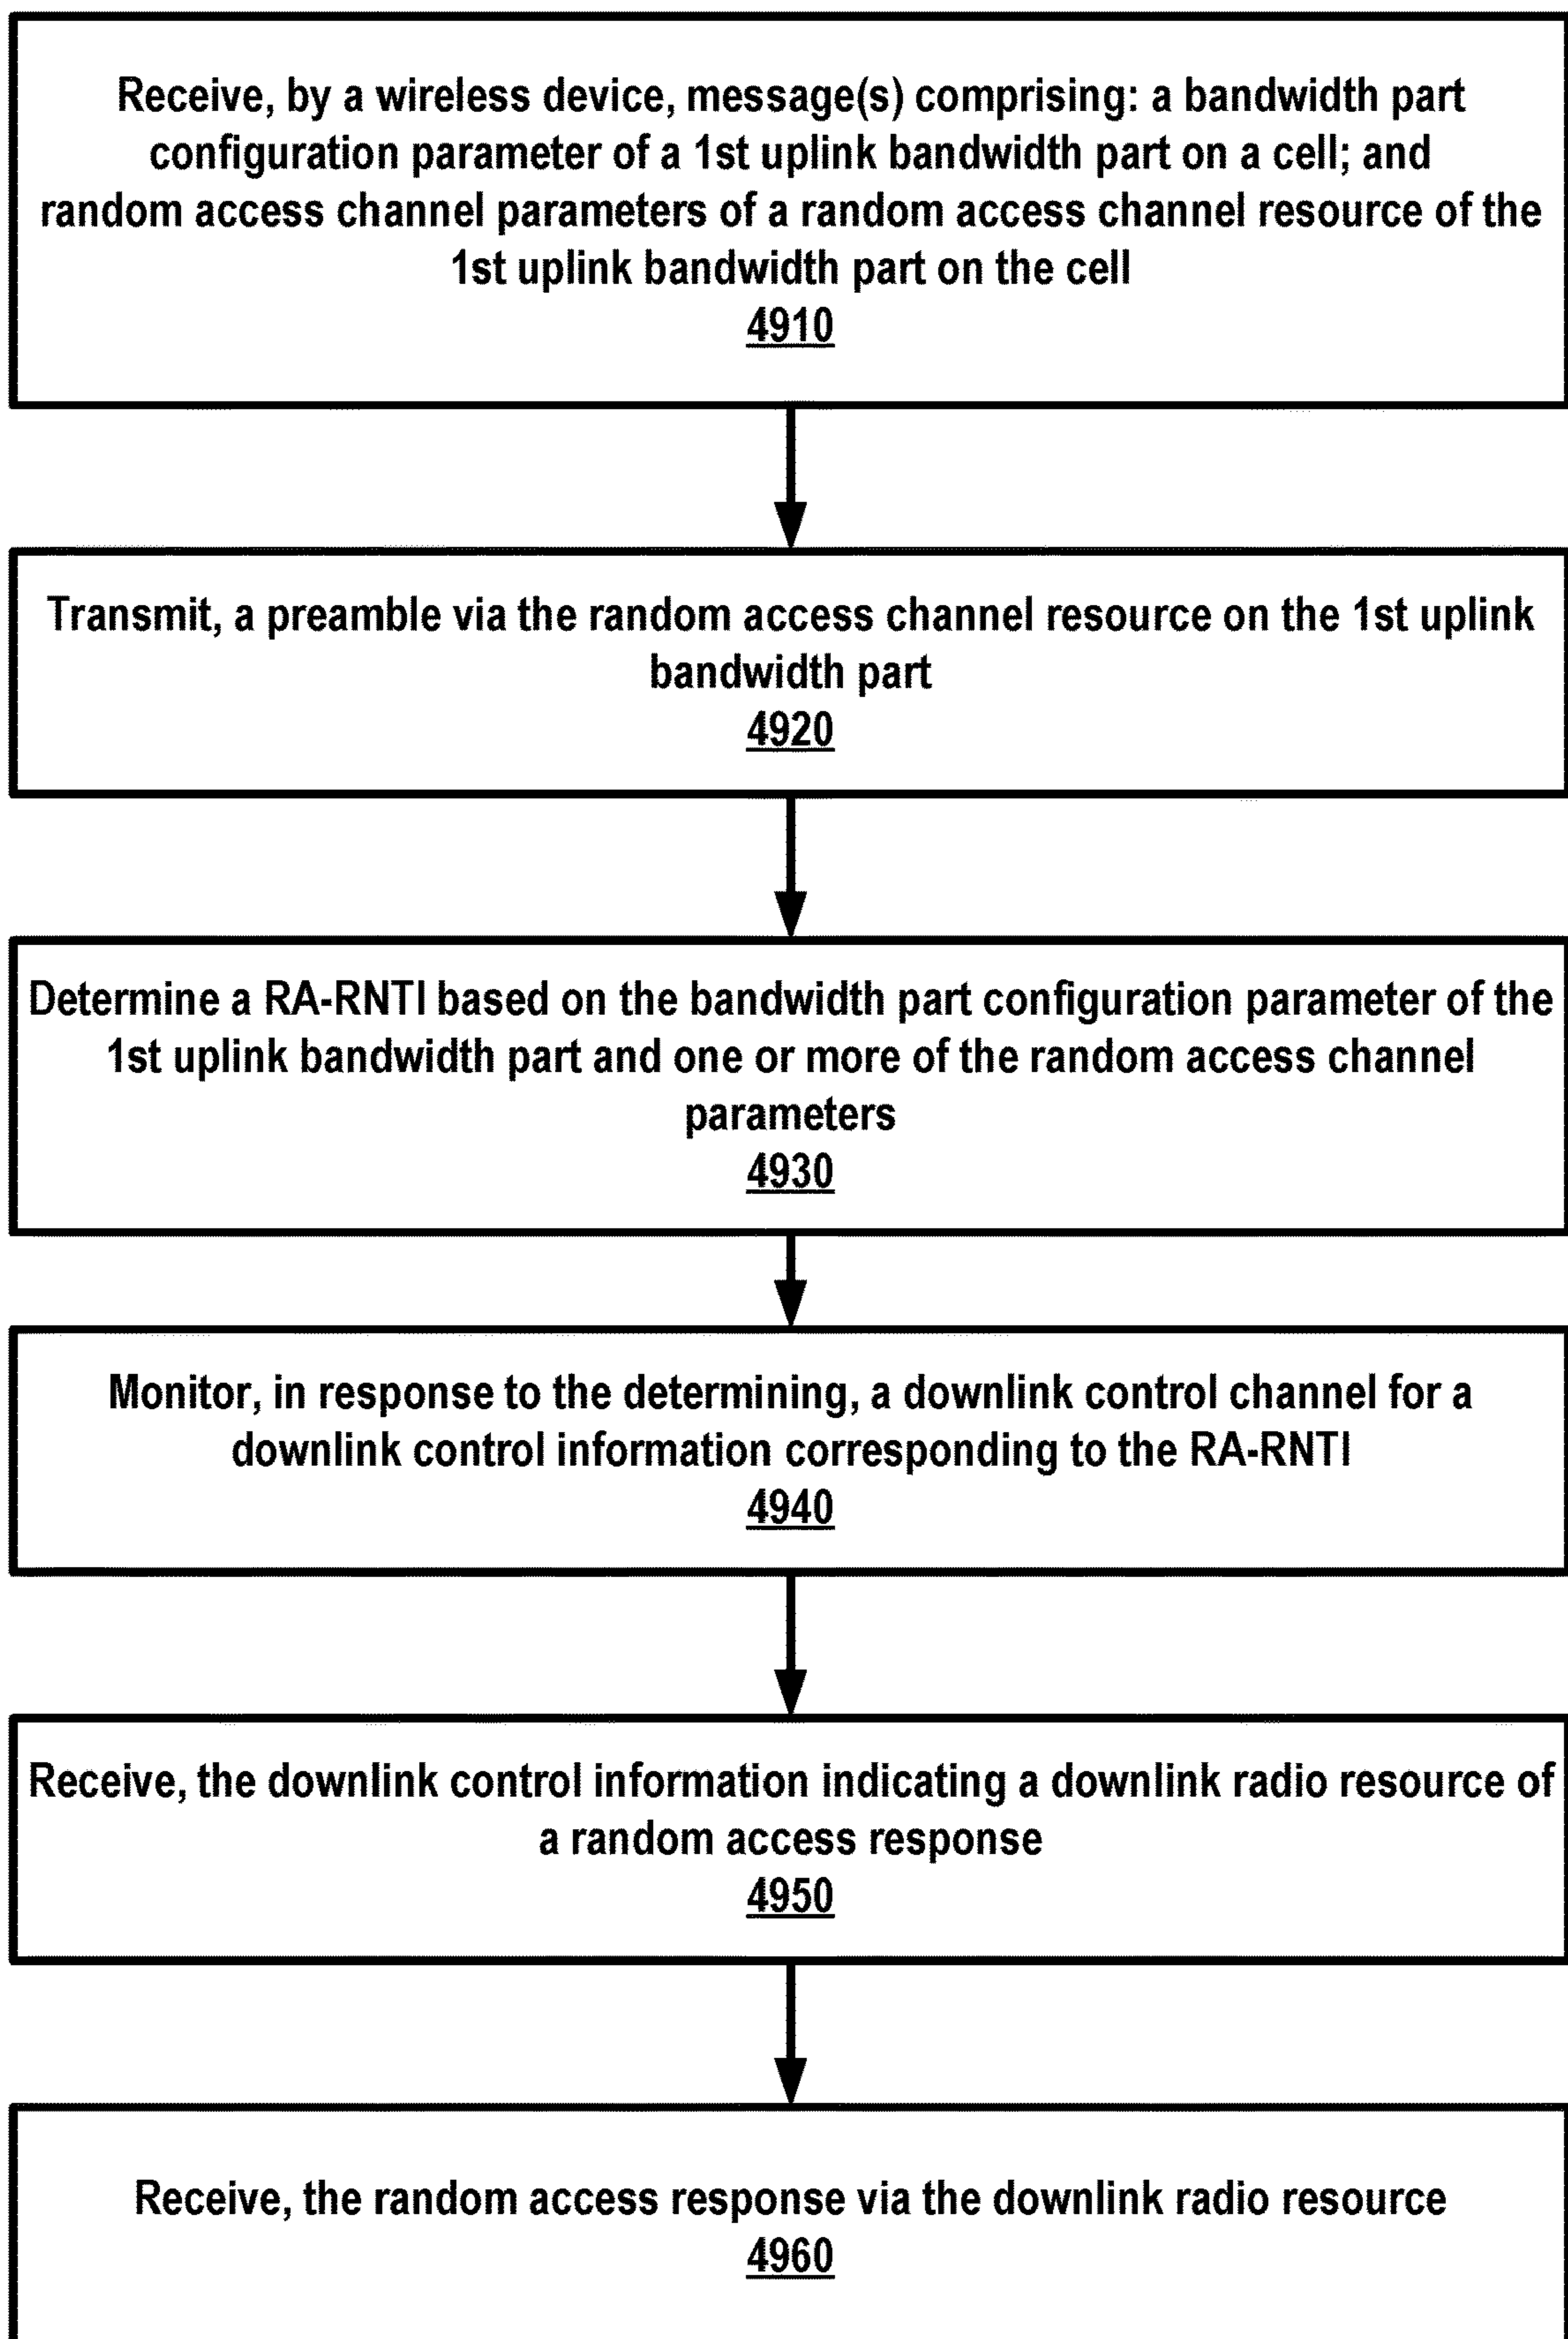 Receive, by a wireless device, message(s) comprising: a bandwidth part
configuration parameter of a 1st uplink bandwidth part on a cell; and
random access channel parameters of a random access channel resource of the
1st uplink bandwidth part on the cell
4910
Transmit, a preamble via the random access channel resource on the 1st uplink
bandwidth part
4920
Determine a RA-RNTI based on the bandwidth part configuration parameter of the
1st uplink bandwidth part and one or more of the random access channel
parameters
4930
Monitor, in response to the determining, a downlink control channel for a
downlink control information corresponding to the RA-RNTI
4940
Receive, the downlink control information indicating a downlink radio resource of
a random access response
4950
Receive, the random access response via the downlink radio resource
4960